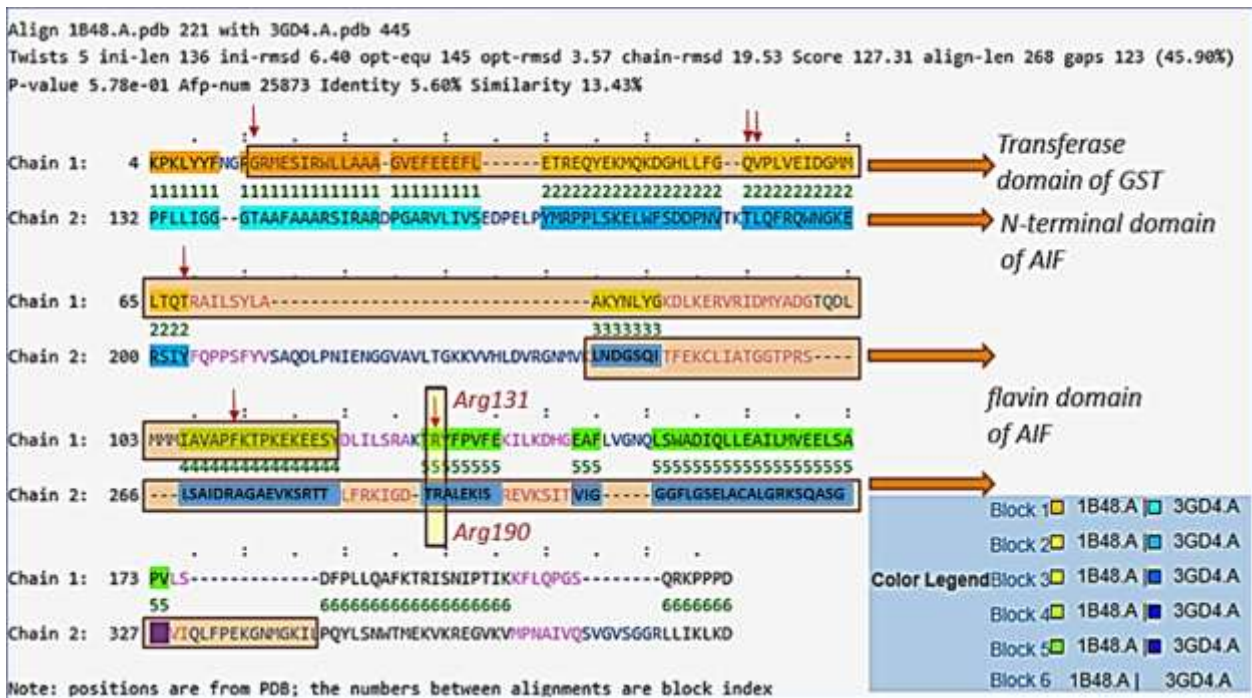 Align 1B48.A.pdb 221 with 3GD4.A.pdb 445
Twists 5 ini-len 136 ini-rmsd 6.40 opt-equ 145 opt-rmsd 3.57 chain-rmsd 19.53 Score 127.31 align-len 268 gaps 123 (45.90%)
P-value 5.78e-01 Afp-num 25873 Identity 5.60% Similarity 13.43%
. : . : . : . : . : . : . :
Chain 1: 4 KPKLYYFNGRGRMESIRWLLAAA-GVEFEEEFL------ETREQYEKMQKDGHLLFG--QVPLVEIDGMM
1111111 11111111111111 111111111 222222222222222222 22222222222
Chain 2: 132 PFLLIGG--GTAAFAAARSIRARDPGARVLIVSEDPELPYMRPPLSKELWFSDDPNVTKTLQFRQWNGKE
Transferase
domain of GST
N-terminal domain
of AIF
. : . : . : . : . : . : . :
Chain 1: 65 LTQTRAILSYLA--------------------------------AKYNLYGKDLKERVRIDMYADGTQDL
2222 3333333
Chain 2: 200 RSIYFQPPSFYVSAQDLPNIENGGVAVLTGKKVVHLDVRGNMVKLNDGSQITFEKCLIATGGTPRS----
flavin domain
of AIF
Arg131
. : . : . : . : . : . : . :
Chain 1: 103 MMMIAVAPFKTPKEKEESYDLILSRAKTRYFPVFEKILKDHGEAFLVGNQLSWADIQLLEAILMVEELSA
4444444444444444 55555555 555 55555555555555555555
Chain 2: 266 ---LSAIDRAGAEVKSRTTLFRKIGD-TRALEKISREVKSITVIG-----GGFLGSELACALGRKSQASG
Arg190
. : . : . : . : . : .
Chain 1: 173 PVLS-------------DFPLLQAFKTRISNIPTIKKFLQPGS--------QRKPPPD
55 6666666666666666666 6666666
Chain 2: 327 VIQLFPEKGNMGKILPQYLSNWTMEKVKREGVKVMPNAIVQSVGVSGGRLLIKLKD
Note: positions are from PDB; the numbers between alignments are block index
Color Legend
Block 1 1B48.A | 3GD4.A
Block 2 1B48.A | 3GD4.A
Block 3 1B48.A | 3GD4.A
Block 4 1B48.A | 3GD4.A
Block 5 1B48.A | 3GD4.A
Block 6 1B48.A | 3GD4.A